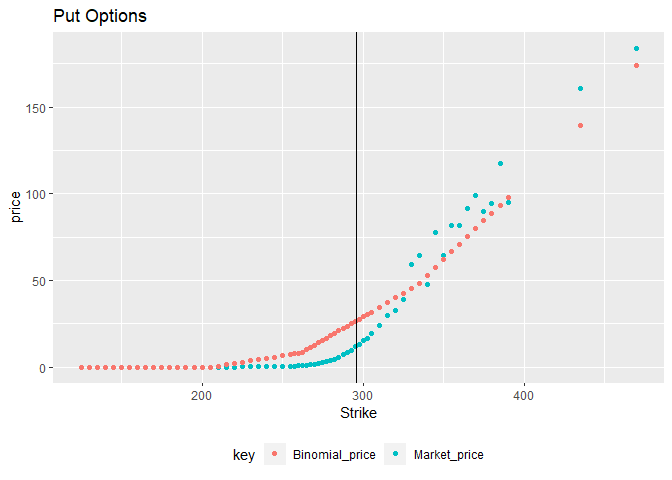 Put Options
150
100
50
0
price
200
300
400
Strike
key
Binomial_price
Market_price